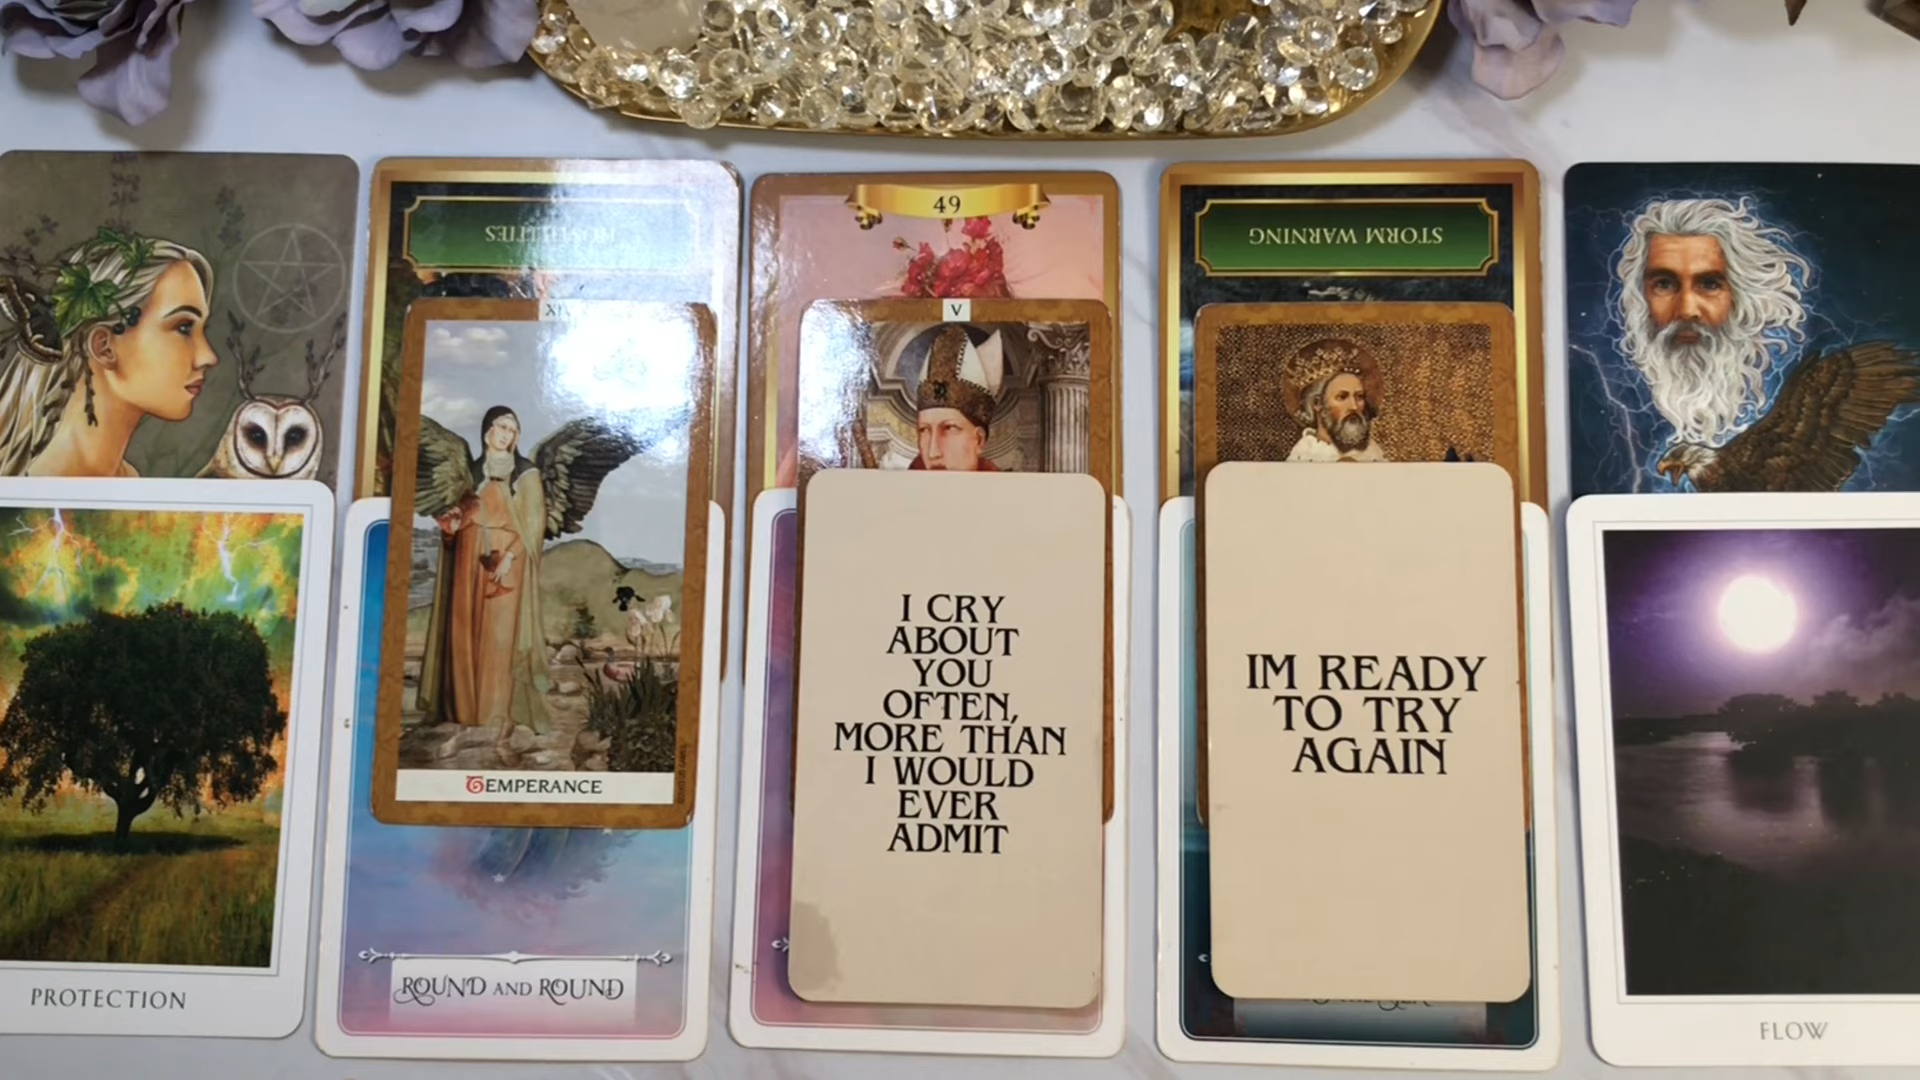 HOSTILITIES
49
STORM WARNING
V
TEMPERANCE
I CRY
ABOUT
YOU
OFTEN,
MORE THAN
I WOULD
EVER
ADMIT
IM READY
TO TRY
AGAIN
PROTECTION
ROUND AND ROUND
FLOW